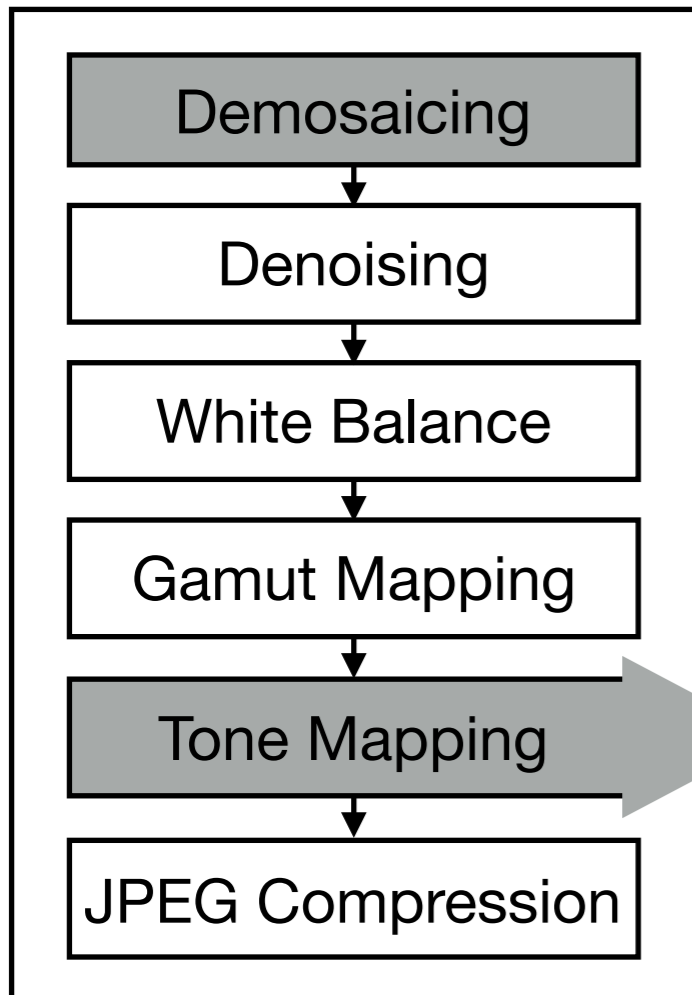 Demosaicing
Denoising
White Balance
Gamut Mapping
Tone Mapping
JPEG Compression